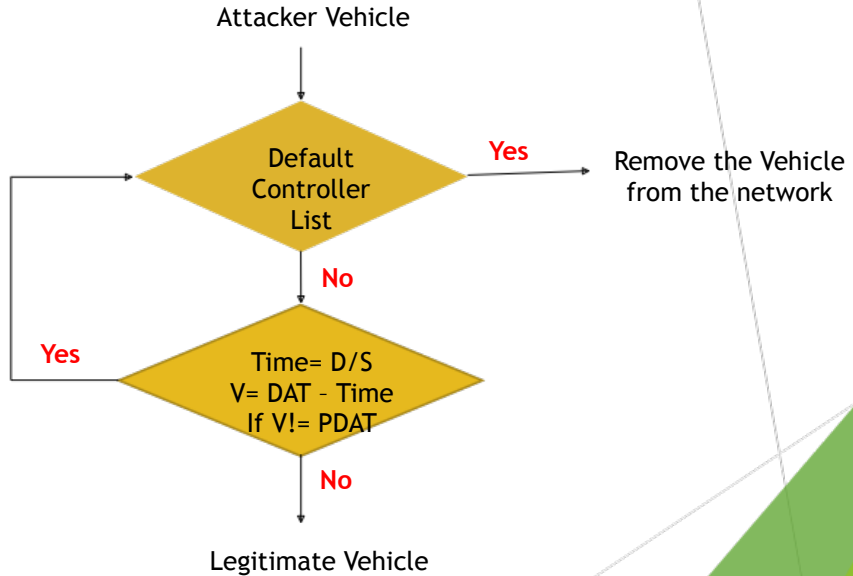 Attacker Vehicle
Default
Controller
List
Yes
Remove the Vehicle
from the network
No
Yes
Time= D/S
V= DAT – Time
If V!= PDAT
No
Legitimate Vehicle